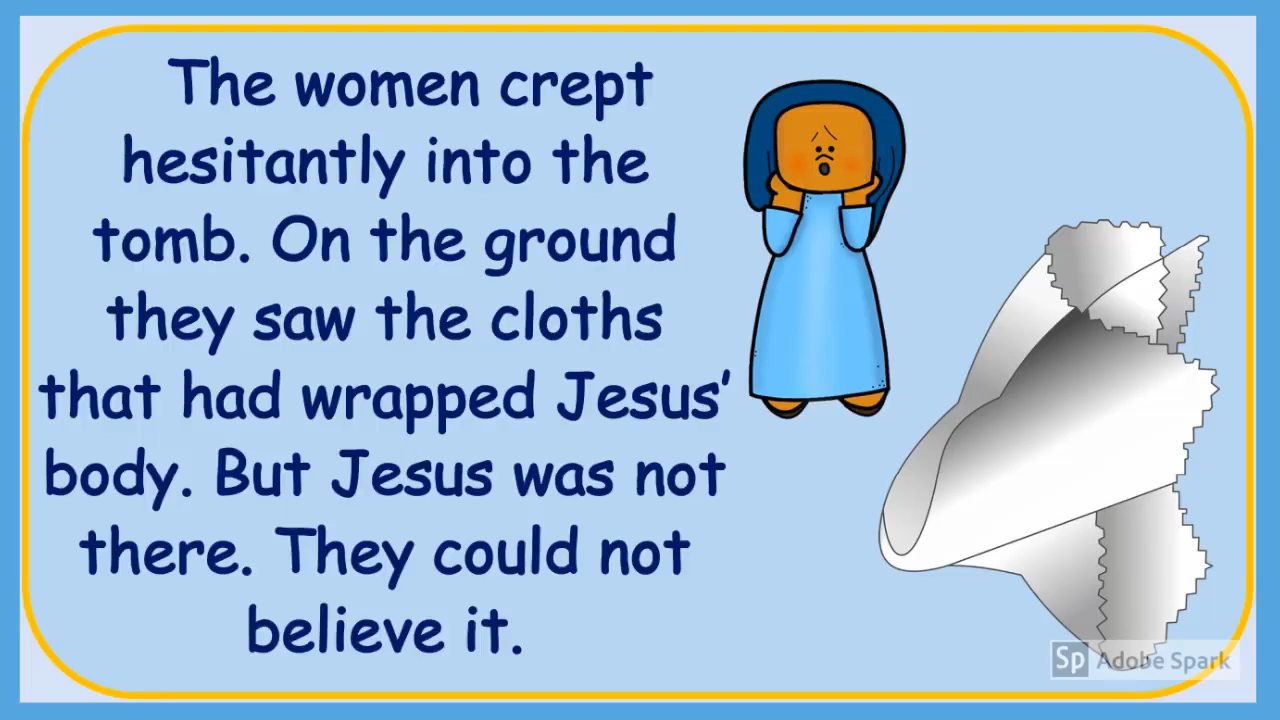 The women crept
hesitantly into the
tomb. On the ground
they saw the cloths
that had wrapped Jesus’
body. But Jesus was not
there. They could not
believe it.
Sp Adobe Spark